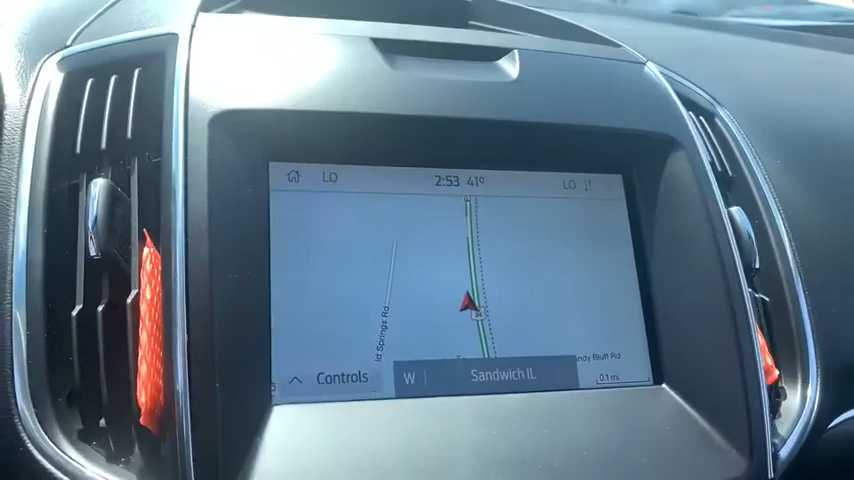 LO 2:53 41° LO
ld Springs Rd
ndy Bluff Rd
Controls W Sandwich IL 0.1 mi